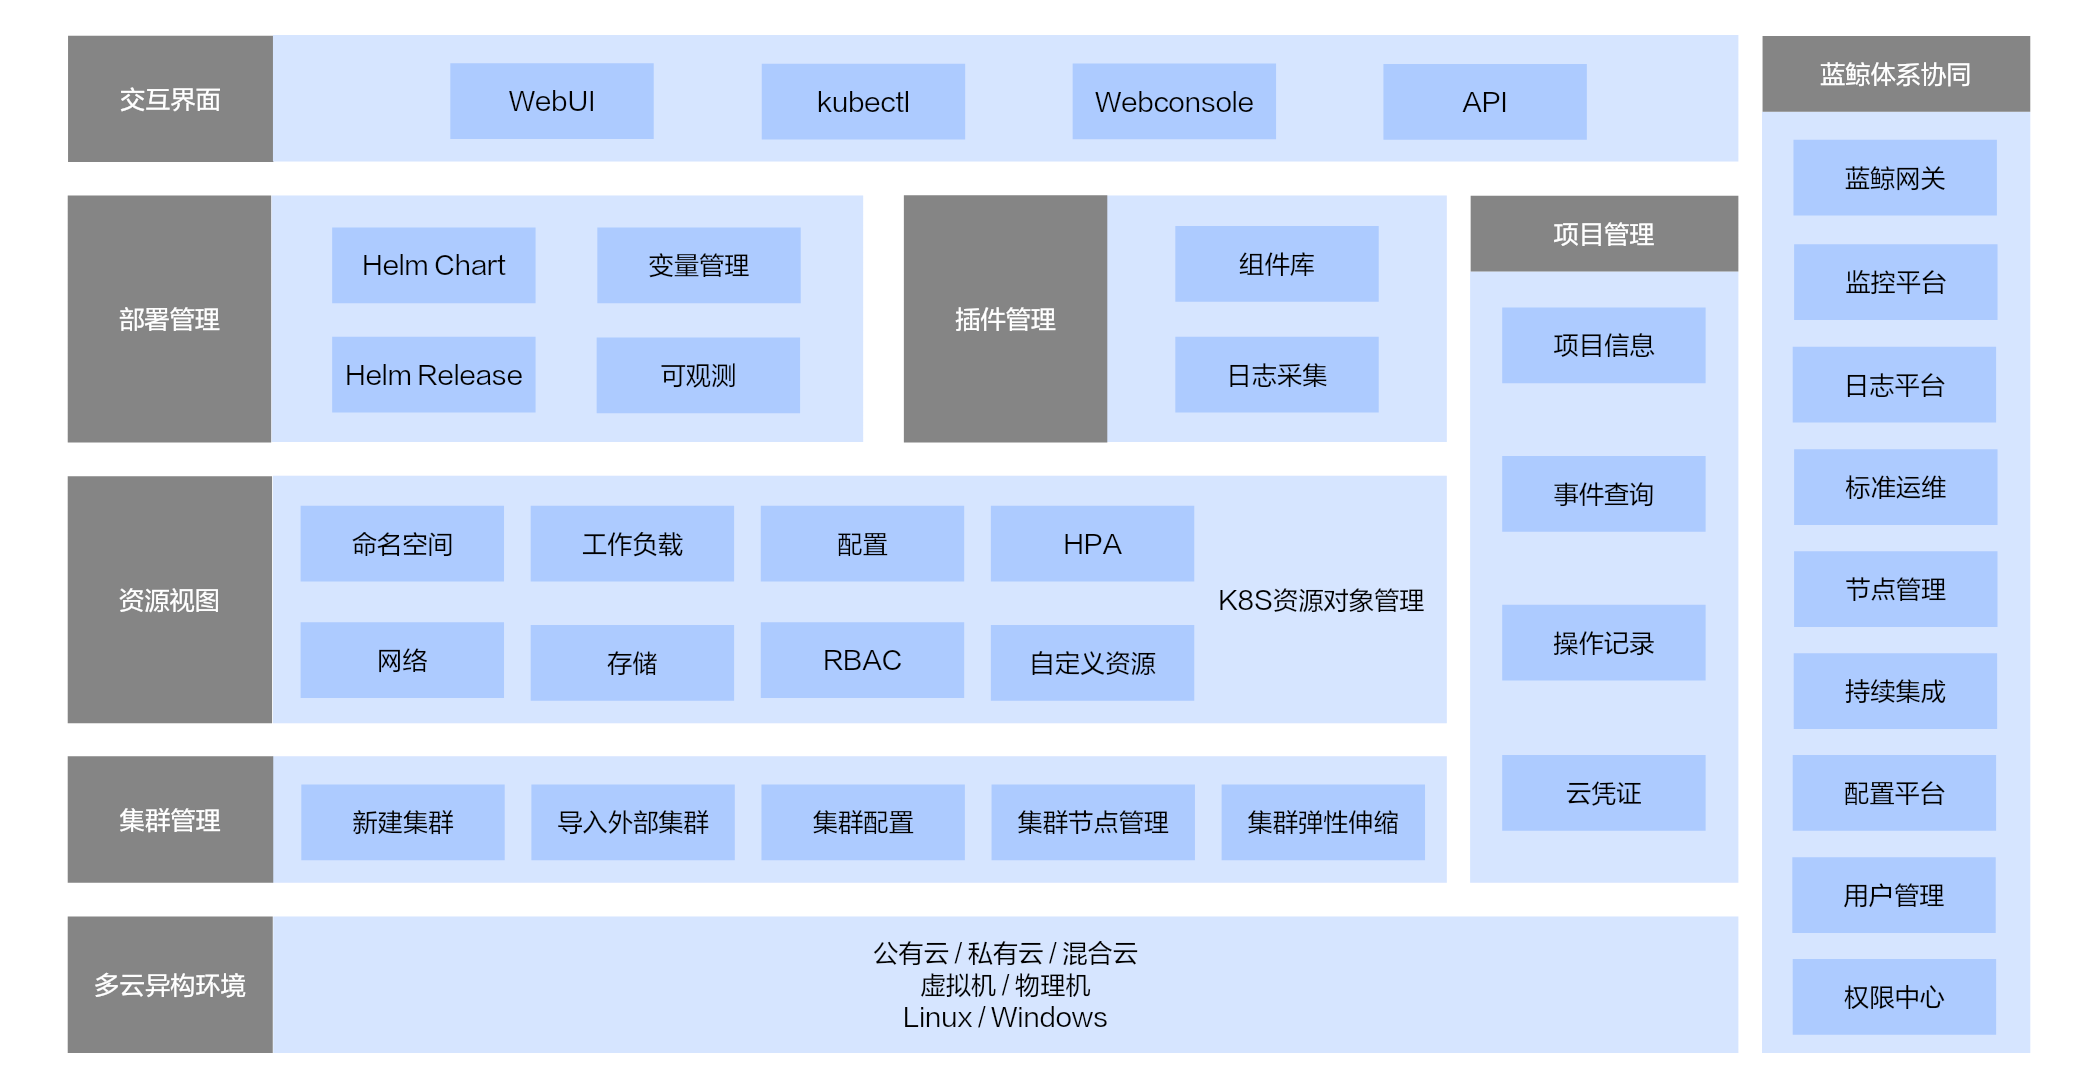 交互界面
WebUI
kubectl
Webconsole
API
部署管理
Helm Chart
变量管理
Helm Release
可观测
插件管理
组件库
日志采集
资源视图
命名空间
工作负载
配置
HPA
网络
存储
RBAC
自定义资源
K8S资源对象管理
集群管理
新建集群
导入外部集群
集群配置
集群节点管理
集群弹性伸缩
项目管理
项目信息
事件查询
操作记录
云凭证
多云异构环境
公有云 / 私有云 / 混合云
虚拟机 / 物理机
Linux / Windows
蓝鲸体系协同
蓝鲸网关
监控平台
日志平台
标准运维
节点管理
持续集成
配置平台
用户管理
权限中心